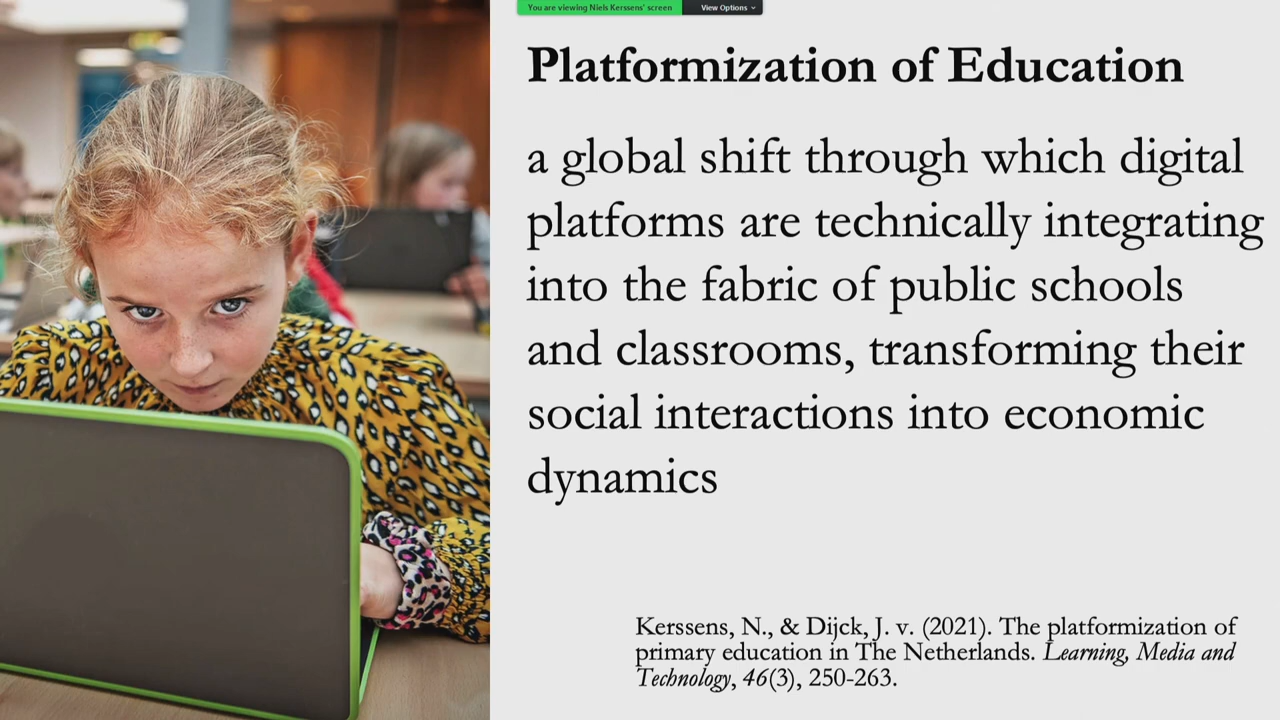 You are viewing Niels Kerssens' screen
View Options
Platformization of Education
a global shift through which digital
platforms are technically integrating
into the fabric of public schools
and classrooms, transforming their
social interactions into economic
dynamics
Kerssens, N., & Dijck, J. v. (2021). The platformization of
primary education in The Netherlands. Learning, Media and
Technology, 46(3), 250-263.